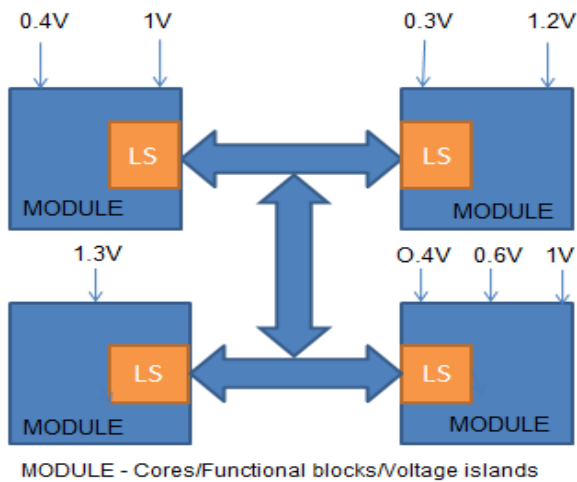 0.4V 1V 0.3V 1.2V
LS LS
MODULE MODULE
1.3V O.4V 0.6V 1V
LS LS
MODULE MODULE
MODULE - Cores/Functional blocks/Voltage islands